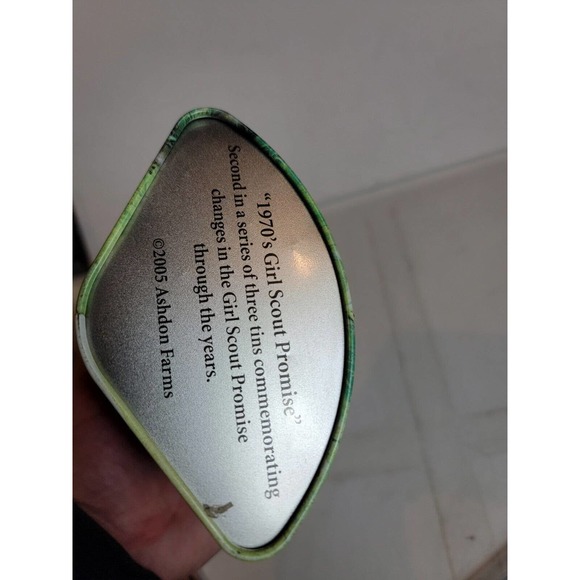 "1970's Girl Scout Promise"
Second in a series of three tins commemorating
changes in the Girl Scout Promise
through the years.
©2005 Ashdon Farms